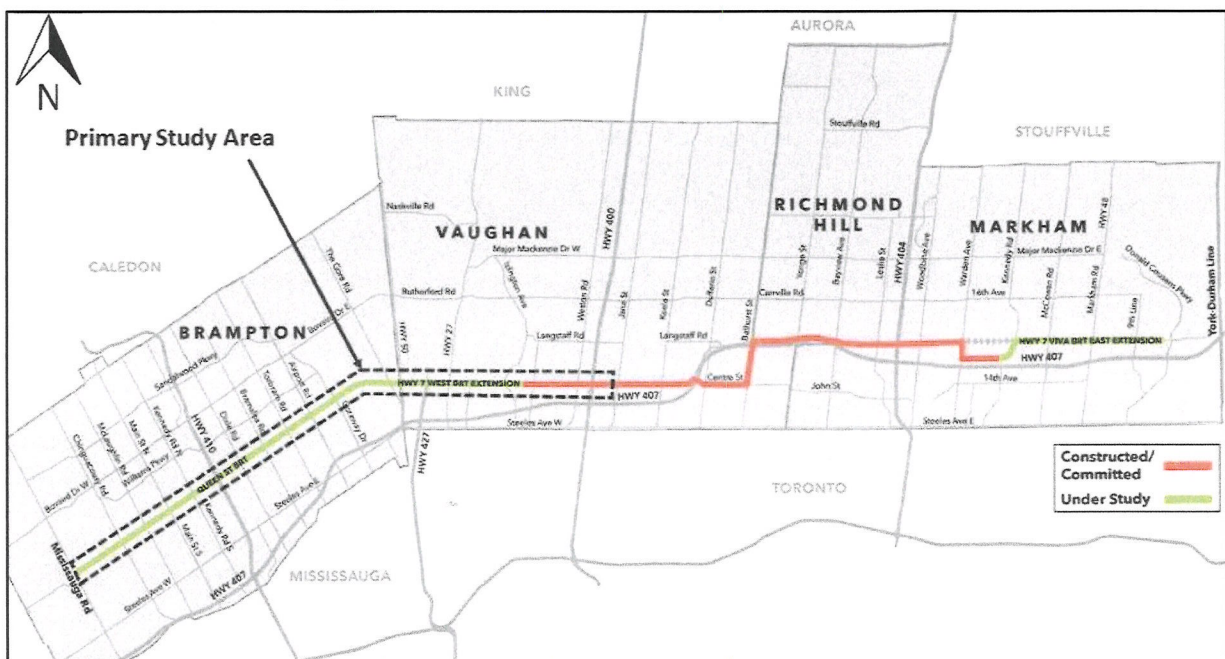 AURORA
N
KING
Stouffville Rd
STOUFFVILLE
Primary Study Area
Nashville Rd
VAUGHAN
HWY 400
RICHMOND
HILL
MARKHAM
HWY 48
Major Mackenzie Dr W
Major Mackenzie Dr E
Donald Cousens Pkwy
CALEDON
The Gore Rd
HWY 50
HWY 27
Rutherford Rd
Islington Ave
Weston Rd
Jane St
Keele St
Dufferin St
Bathurst St
Carrville Rd
Yonge St
Bayview Ave
Leslie St
HWY 404
Woodbine Ave
Warden Ave
Kennedy Rd
16th Ave
McCowan Rd
Markham Rd
9th Line
York-Durham Line
BRAMPTON
Bovaird Dr E
Langstaff Rd
Langstaff Rd
HWY 7 VIVA BRT EAST EXTENSION
HWY 407
Sandalwood Pkwy
Airport Rd
Torbram Rd
Bramalea Rd
Dixie Rd
HWY 410
Kennedy Rd N
Main St N
McLaughlin Rd
Chinguacousy Rd
Williams Pkwy
Bovaird Dr W
HWY 7 WEST BRT EXTENSION
Centre St
John St
14th Ave
HWY 407
Goreway Dr
Steeles Ave W
Steeles Ave E
HWY 427
QUEEN ST BRT
Steeles Ave E
Kennedy Rd S
Main St S
Mississauga Rd
Steeles Ave W
HWY 407
MISSISSAUGA
TORONTO
Constructed/
Committed
Under Study